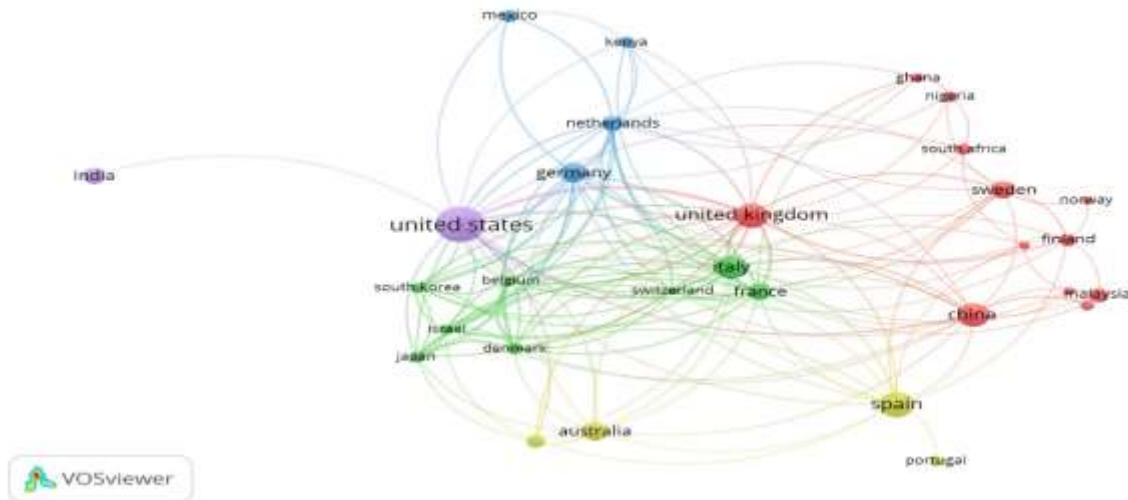 mexico
kenya
ghana
nigeria
netherlands
south africa
germany
india
sweden
norway
united kingdom
united states
finland
italy
belgium
south korea
switzerland
france
malaysia
china
israel
denmark
japan
spain
australia
portugal
VOSviewer